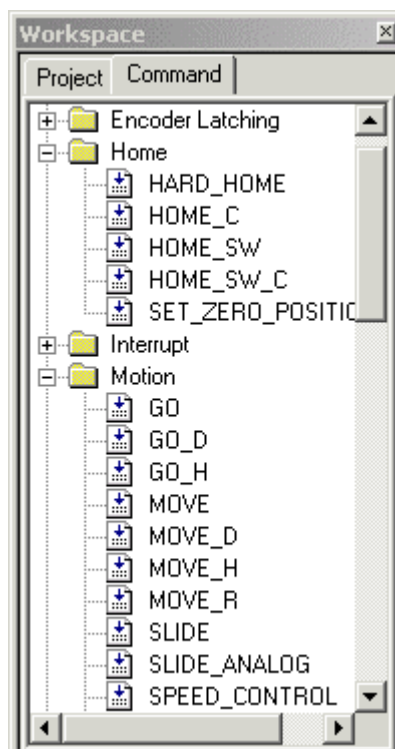 Workspace
Project Command
Encoder Latching
Home
HARD_HOME
HOME_C
HOME_SW
HOME_SW_C
SET_ZERO_POSITIO
Interrupt
Motion
GO
GO_D
GO_H
MOVE
MOVE_D
MOVE_H
MOVE_R
SLIDE
SLIDE_ANALOG
SPEED_CONTROL